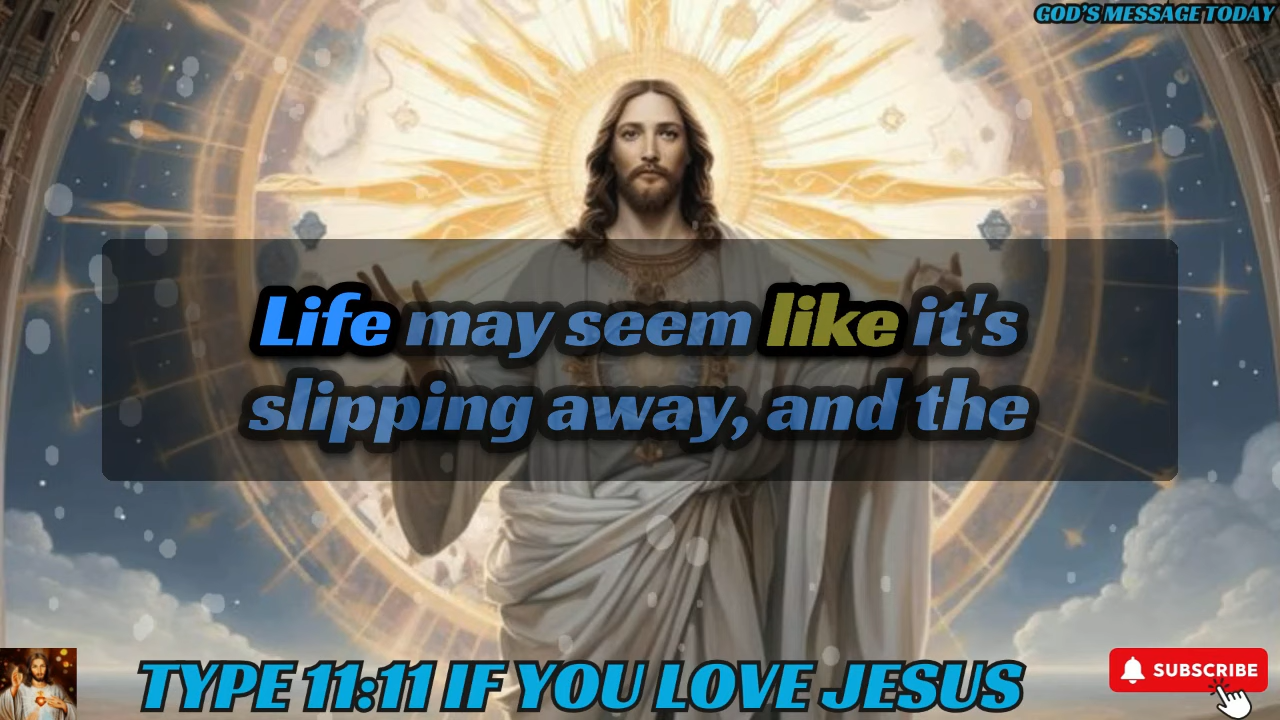 GOD'S MESSAGE TODAY
Life may seem like it's
slipping away, and the
TYPE 11:11 IF YOU LOVE JESUS
SUBSCRIBE